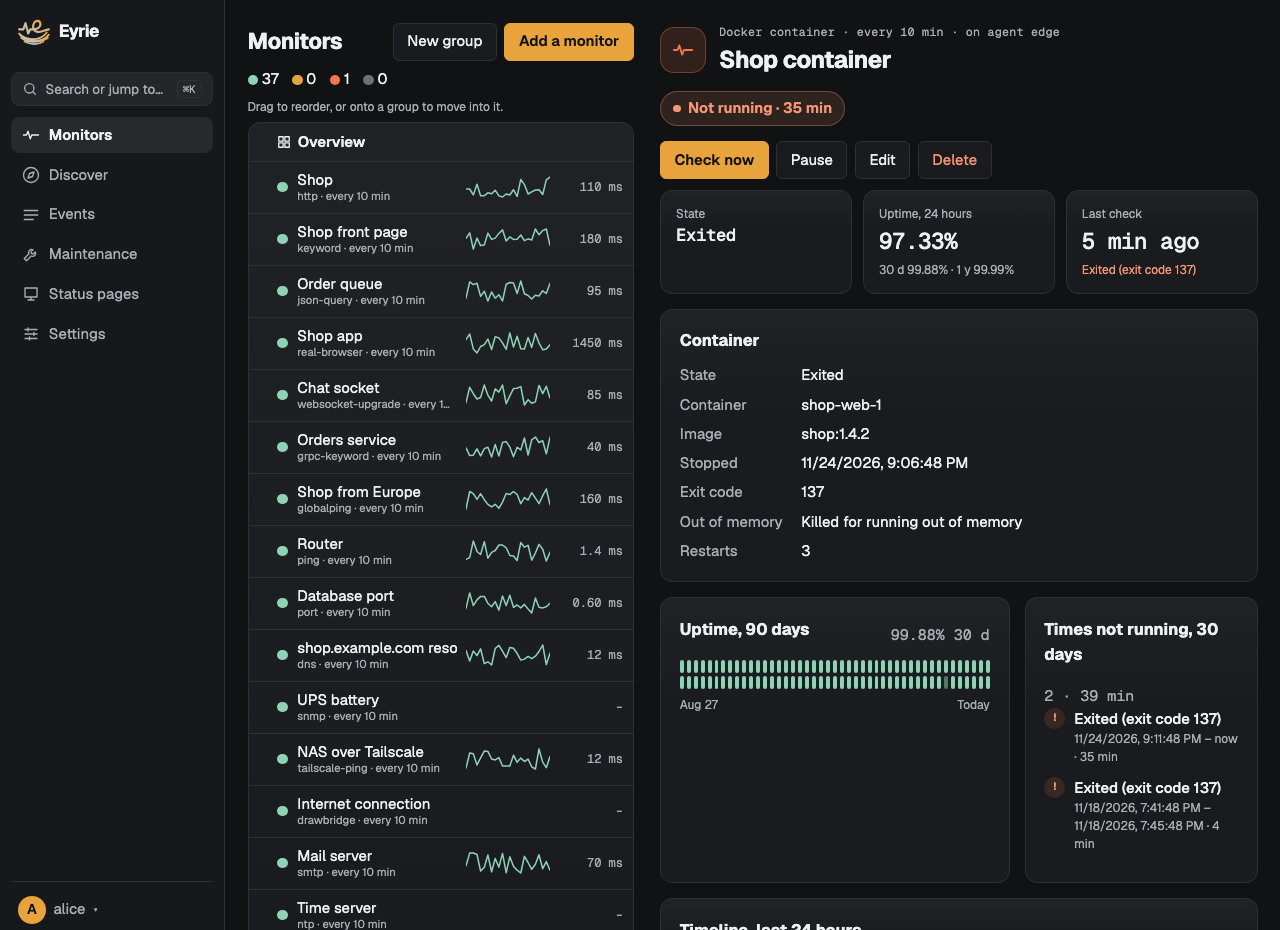 Eyrie
Search or jump to... ⌘K
Monitors
Discover
Events
Maintenance
Status pages
Settings
A alice
Monitors
New group
Add a monitor
37 0 1 0
Drag to reorder, or onto a group to move into it.
Overview
Shop
http · every 10 min
110 ms
Shop front page
keyword · every 10 min
180 ms
Order queue
json-query · every 10 min
95 ms
Shop app
real-browser · every 10 min
1450 ms
Chat socket
websocket-upgrade · every 1...
85 ms
Orders service
grpc-keyword · every 10 min
40 ms
Shop from Europe
globalping · every 10 min
160 ms
Router
ping · every 10 min
1.4 ms
Database port
port · every 10 min
0.60 ms
shop.example.com reso
dns · every 10 min
12 ms
UPS battery
snmp · every 10 min
–
NAS over Tailscale
tailscale-ping · every 10 min
12 ms
Internet connection
drawbridge · every 10 min
–
Mail server
smtp · every 10 min
70 ms
Time server
ntp · every 10 min
–
Docker container · every 10 min · on agent edge
Shop container
Not running · 35 min
Check now
Pause
Edit
Delete
State
Exited
Uptime, 24 hours
97.33%
30 d 99.88% · 1 y 99.99%
Last check
5 min ago
Exited (exit code 137)
Container
State Exited
Container shop-web-1
Image shop:1.4.2
Stopped 11/24/2026, 9:06:48 PM
Exit code 137
Out of memory Killed for running out of memory
Restarts 3
Uptime, 90 days
99.88% 30 d
Aug 27 Today
Times not running, 30
days
2 · 39 min
! Exited (exit code 137)
11/24/2026, 9:11:48 PM – now
· 35 min
! Exited (exit code 137)
11/18/2026, 7:41:48 PM –
11/18/2026, 7:45:48 PM · 4
min
Timeline, last 24 hours